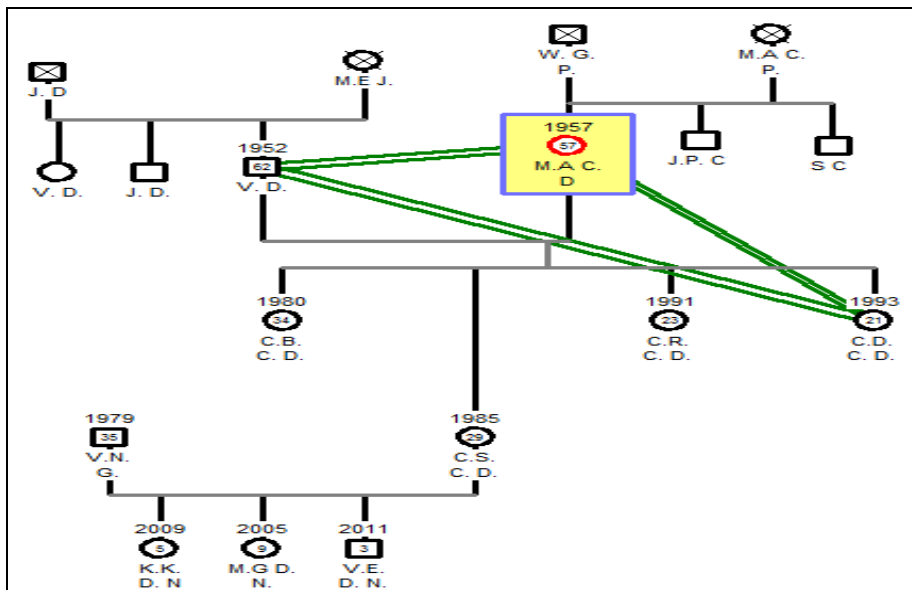 W. G.
P.
M.A C.
P.
J. D
M.E J.
1957
57
M.A C.
D
1952
62
V. D.
V. D.
J. D.
J.P. C
S C
1980
34
C.B.
C. D.
1991
23
C.R.
C. D.
1993
21
C.D.
C. D.
1979
35
V.N.
G.
1985
29
C.S.
C. D.
2009
5
K.K.
D. N
2005
9
M.G D.
N.
2011
3
V.E.
D. N.